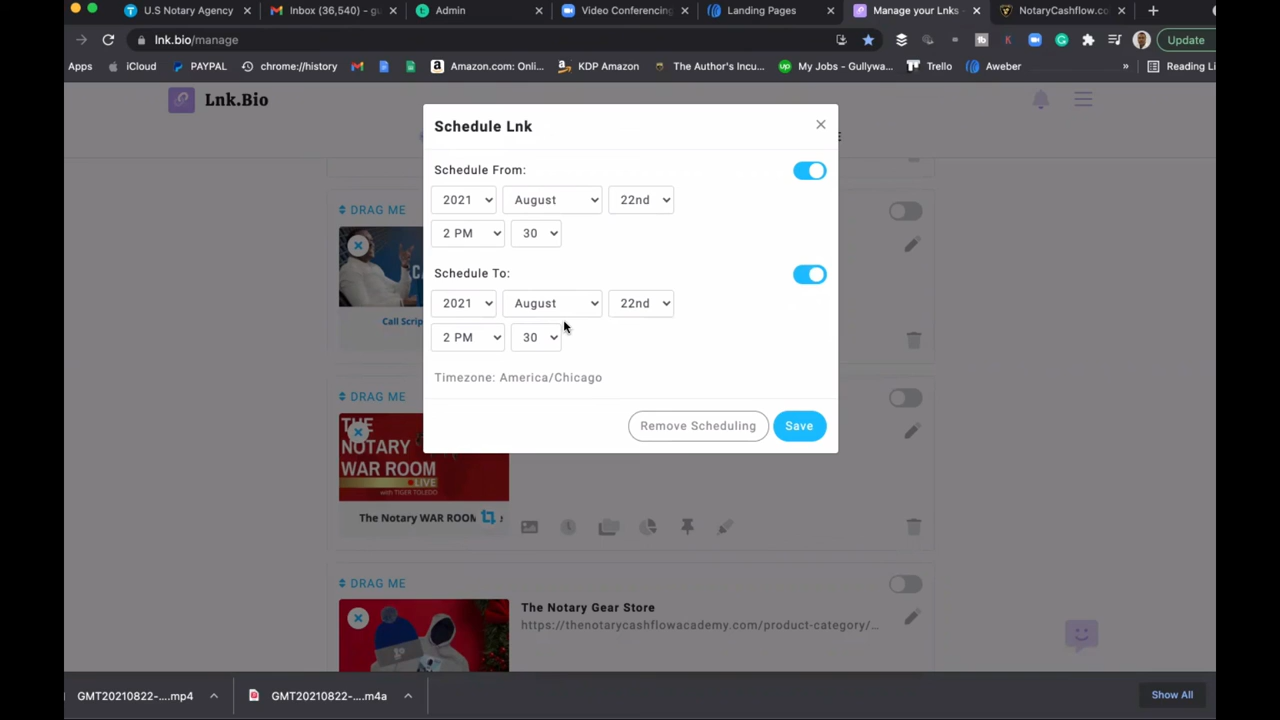 U.S Notary Agency
Inbox (36,540) -
Admin
Video Conferencing
Landing Pages
Manage your Lnks -
NotaryCashflow.co
lnk.bio/manage
Update
Apps
iCloud
PAYPAL
chrome://history
Amazon.com: Onli...
KDP Amazon
The Author's Incu...
My Jobs - Gullywa...
Trello
Aweber
»
Reading Li
Lnk.Bio
Schedule Lnk
Schedule From:
2021 August 22nd
2 PM 30
Schedule To:
2021 August 22nd
2 PM 30
Timezone: America/Chicago
Remove Scheduling
Save
DRAG ME
Call Scrip
DRAG ME
THE
NOTARY
WAR ROOM
LIVE
with TIGER TOLEDO
The Notary WAR ROOM
DRAG ME
The Notary Gear Store
https://thenotarycashflowacademy.com/product-category/...
GMT20210822-....mp4
GMT20210822-....m4a
Show All